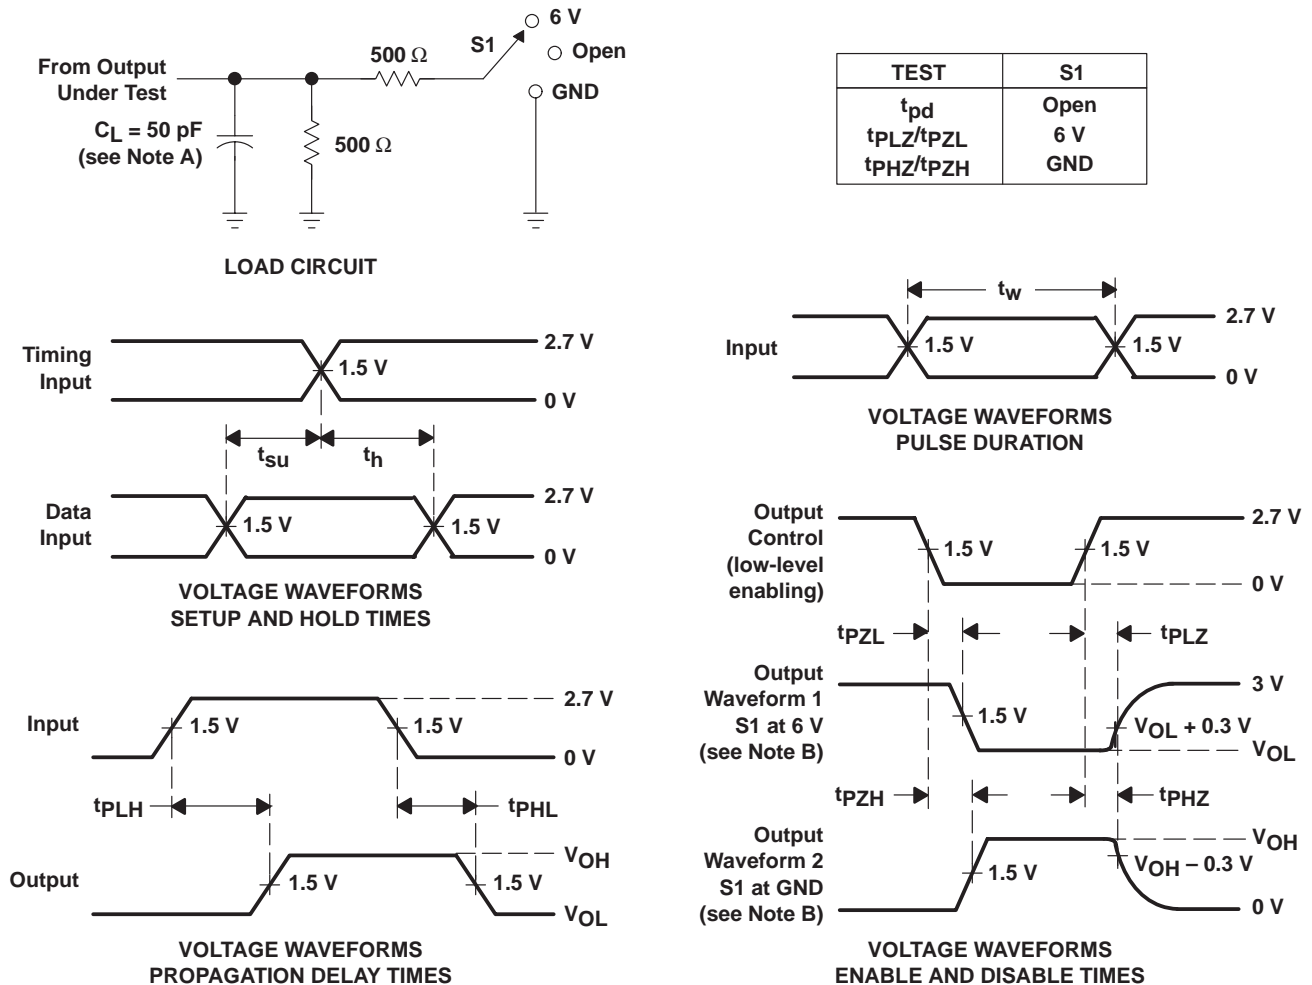 6 V
S1
Open
500 Ω
GND
From Output
Under Test
CL = 50 pF
(see Note A)
500 Ω
LOAD CIRCUIT
TEST S1
tpd Open
tPLZ/tPZL 6 V
tPHZ/tPZH GND
Timing
Input
2.7 V
1.5 V
0 V
tsu
th
Data
Input
2.7 V
1.5 V
1.5 V
0 V
VOLTAGE WAVEFORMS
SETUP AND HOLD TIMES
tw
Input
2.7 V
1.5 V
1.5 V
0 V
VOLTAGE WAVEFORMS
PULSE DURATION
Input
2.7 V
1.5 V
1.5 V
0 V
tPLH
tPHL
Output
VOH
1.5 V
1.5 V
VOL
VOLTAGE WAVEFORMS
PROPAGATION DELAY TIMES
Output
Control
(low-level
enabling)
2.7 V
1.5 V
1.5 V
0 V
tPZL
tPLZ
Output
Waveform 1
S1 at 6 V
(see Note B)
3 V
1.5 V
VOL + 0.3 V
VOL
tPZH
tPHZ
Output
Waveform 2
S1 at GND
(see Note B)
VOH
1.5 V
VOH – 0.3 V
0 V
VOLTAGE WAVEFORMS
ENABLE AND DISABLE TIMES